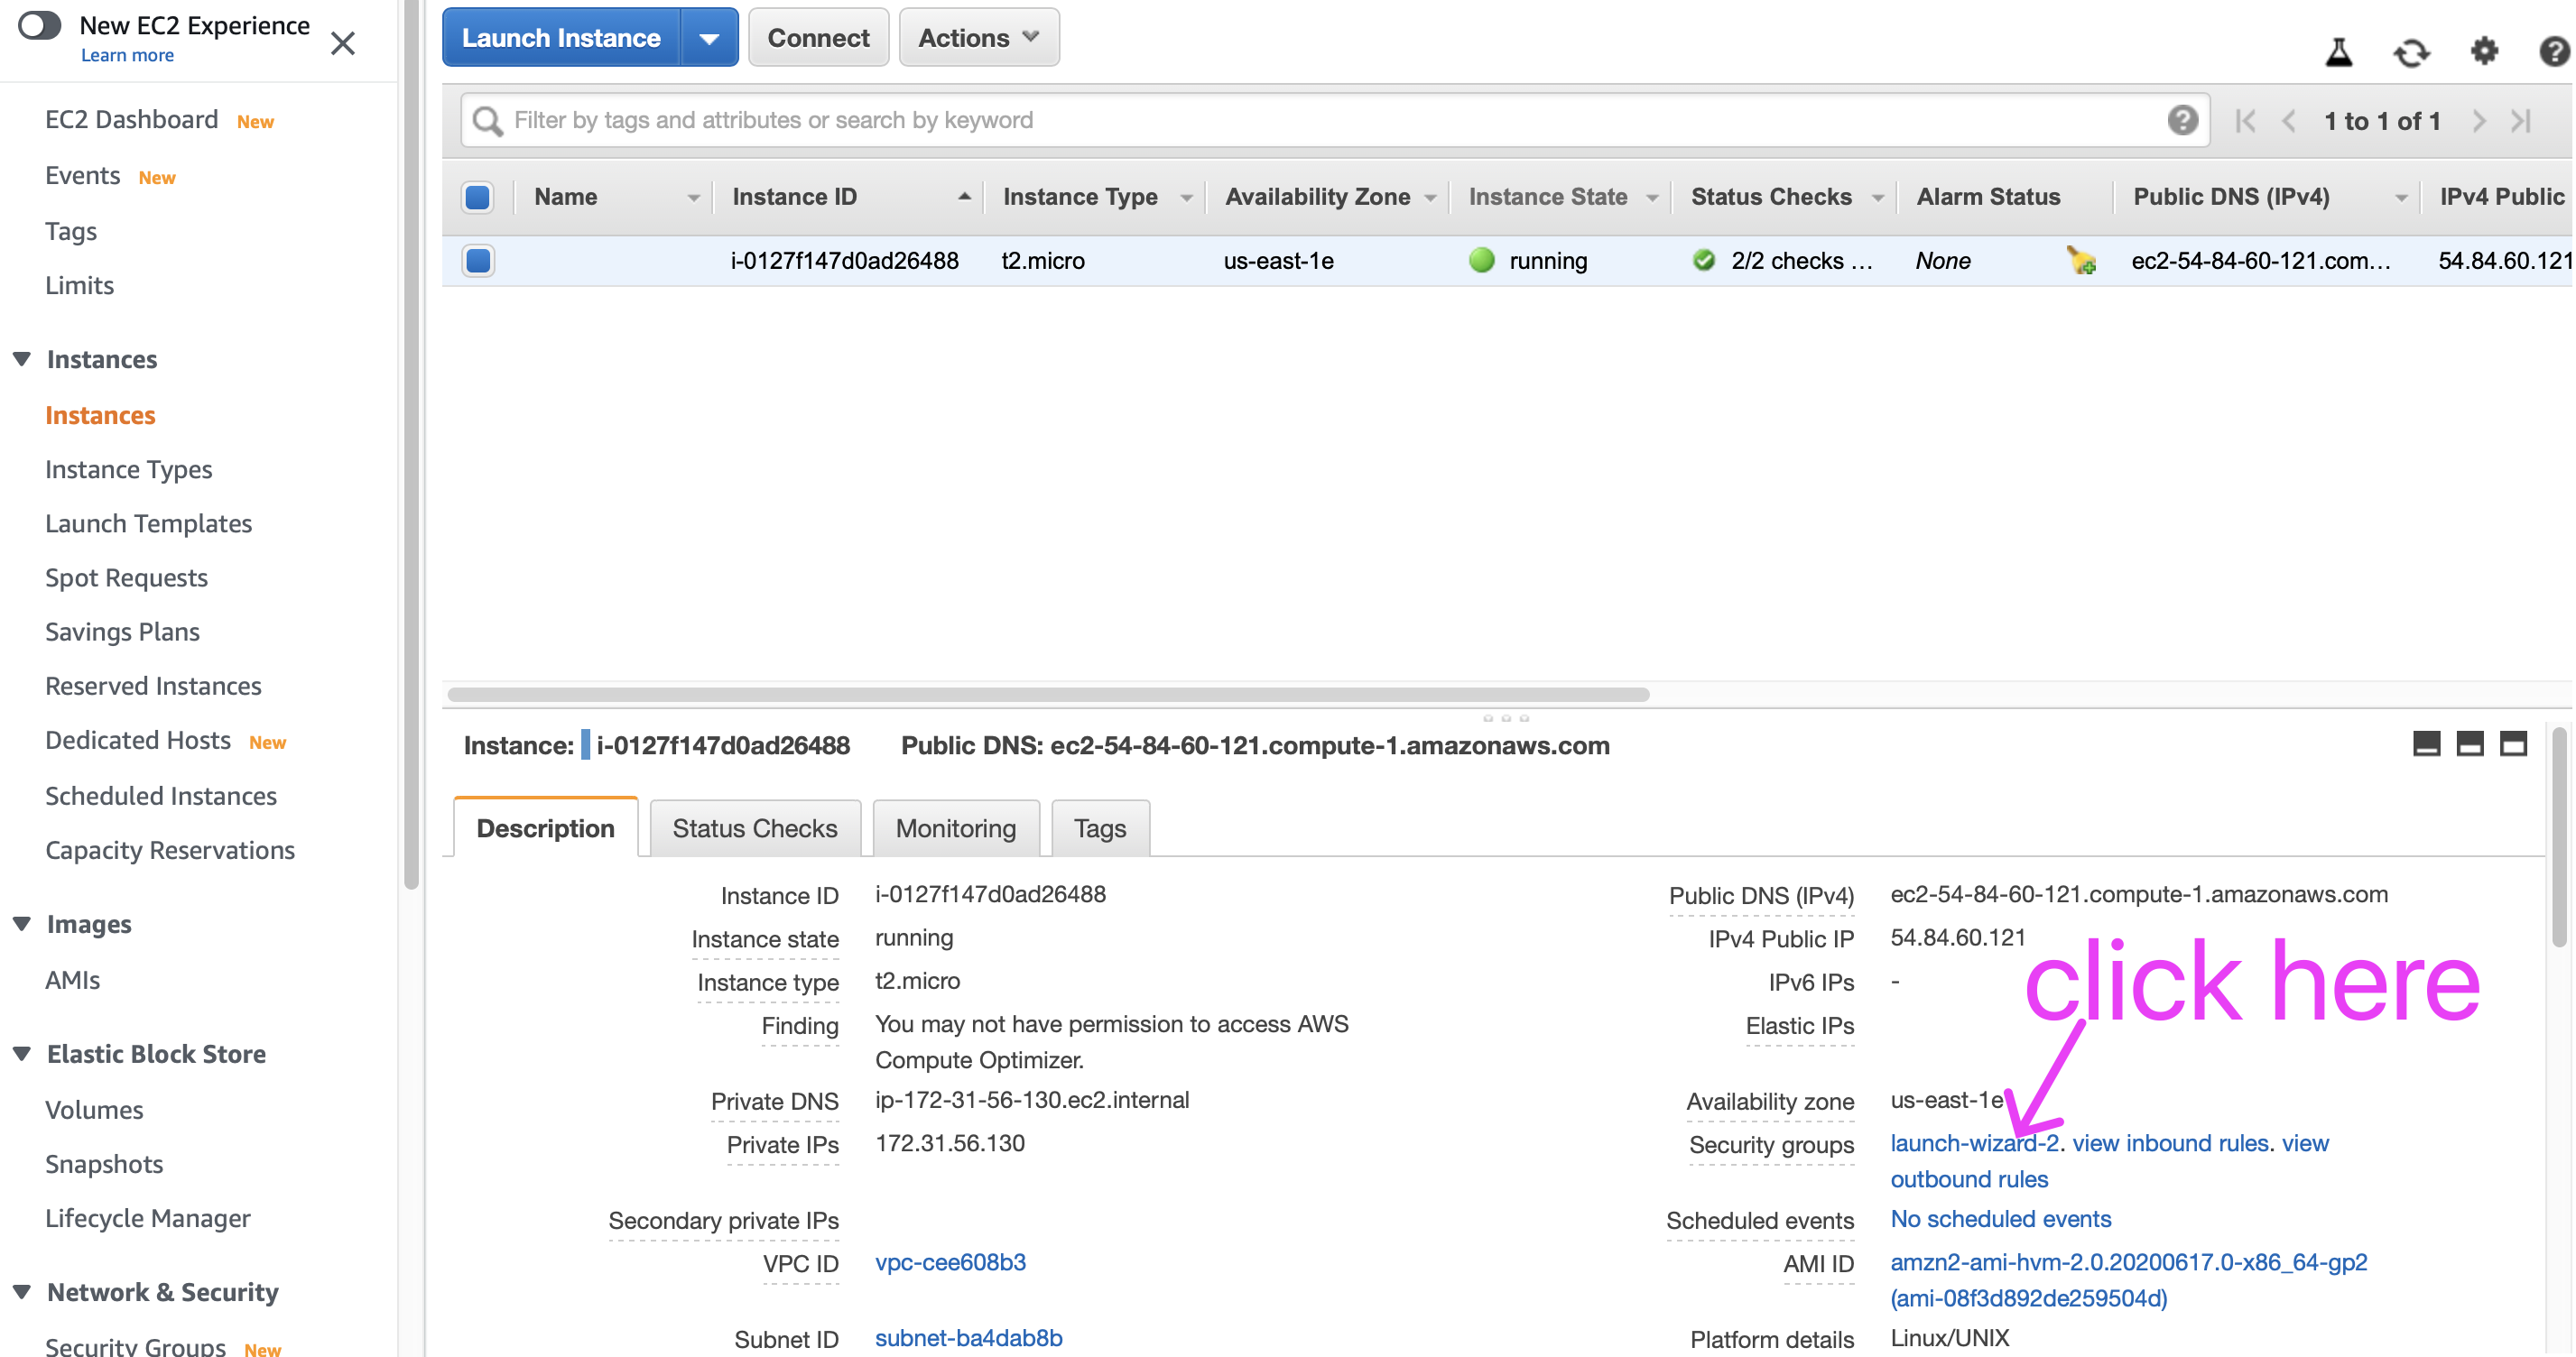 New EC2 Experience
Learn more
EC2 Dashboard New
Events New
Tags
Limits
Instances
Instances
Instance Types
Launch Templates
Spot Requests
Savings Plans
Reserved Instances
Dedicated Hosts New
Scheduled Instances
Capacity Reservations
Images
AMIs
Elastic Block Store
Volumes
Snapshots
Lifecycle Manager
Network & Security
Security Groups New
Launch Instance Connect Actions
Filter by tags and attributes or search by keyword 1 to 1 of 1
Name Instance ID Instance Type Availability Zone Instance State Status Checks Alarm Status Public DNS (IPv4) IPv4 Public
i-0127f147d0ad26488 t2.micro us-east-1e running 2/2 checks ... None ec2-54-84-60-121.com... 54.84.60.121
Instance: i-0127f147d0ad26488 Public DNS: ec2-54-84-60-121.compute-1.amazonaws.com
Description Status Checks Monitoring Tags
Instance ID i-0127f147d0ad26488
Instance state running
Instance type t2.micro
Finding You may not have permission to access AWS
Compute Optimizer.
Private DNS ip-172-31-56-130.ec2.internal
Private IPs 172.31.56.130
Secondary private IPs
VPC ID vpc-cee608b3
Subnet ID subnet-ba4dab8b
Public DNS (IPv4) ec2-54-84-60-121.compute-1.amazonaws.com
IPv4 Public IP 54.84.60.121
IPv6 IPs -
click here
Elastic IPs
Availability zone us-east-1e
Security groups launch-wizard-2. view inbound rules. view
outbound rules
Scheduled events No scheduled events
AMI ID amzn2-ami-hvm-2.0.20200617.0-x86_64-gp2
(ami-08f3d892de259504d)
Platform details Linux/UNIX